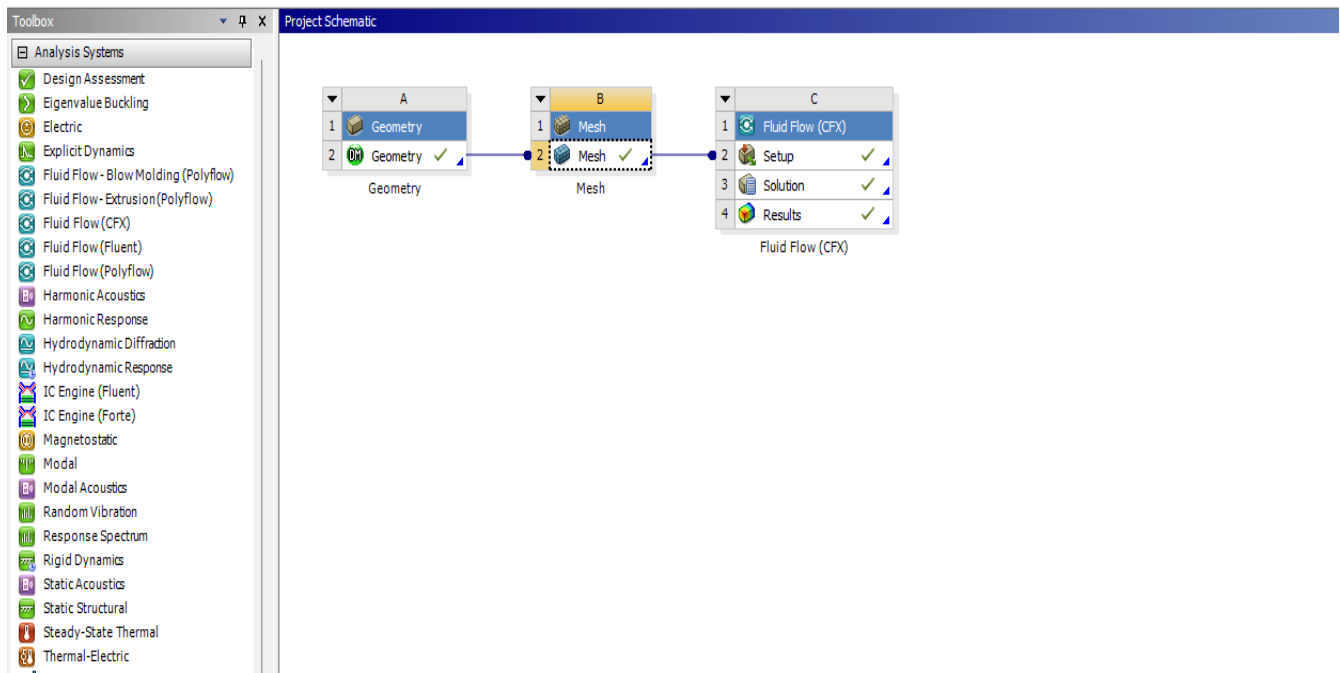 Toolbox
Project Schematic
Analysis Systems
Design Assessment
Eigenvalue Buckling
Electric
Explicit Dynamics
Fluid Flow - Blow Molding (Polyflow)
Fluid Flow- Extrusion (Polyflow)
Fluid Flow (CFX)
Fluid Flow (Fluent)
Fluid Flow (Polyflow)
Harmonic Acoustics
Harmonic Response
Hydrodynamic Diffraction
Hydrodynamic Response
IC Engine (Fluent)
IC Engine (Forte)
Magnetostatic
Modal
Modal Acoustics
Random Vibration
Response Spectrum
Rigid Dynamics
Static Acoustics
Static Structural
Steady-State Thermal
Thermal-Electric
A
1 Geometry
2 DM Geometry
Geometry
B
1 Mesh
2 Mesh
Mesh
C
1 Fluid Flow (CFX)
2 Setup
3 Solution
4 Results
Fluid Flow (CFX)